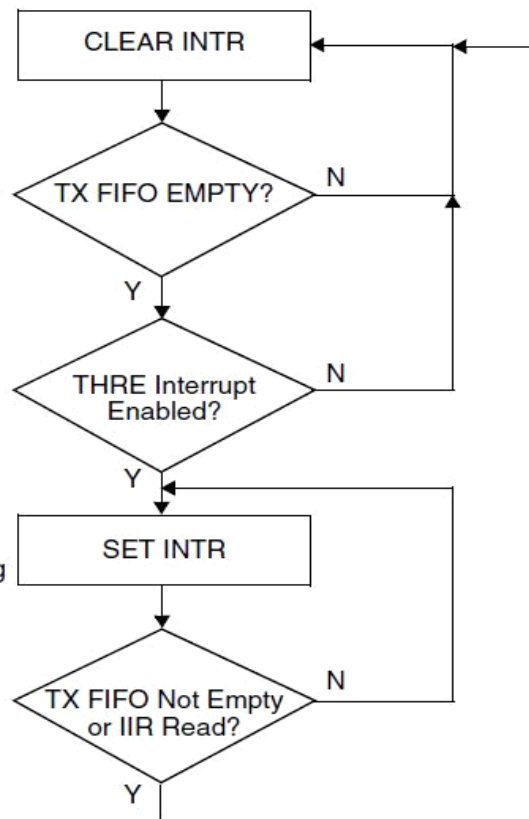 CLEAR INTR
TX FIFO EMPTY?
N
Y
THRE Interrupt
Enabled?
N
Y
SET INTR
g
TX FIFO Not Empty
or IIR Read?
N
Y